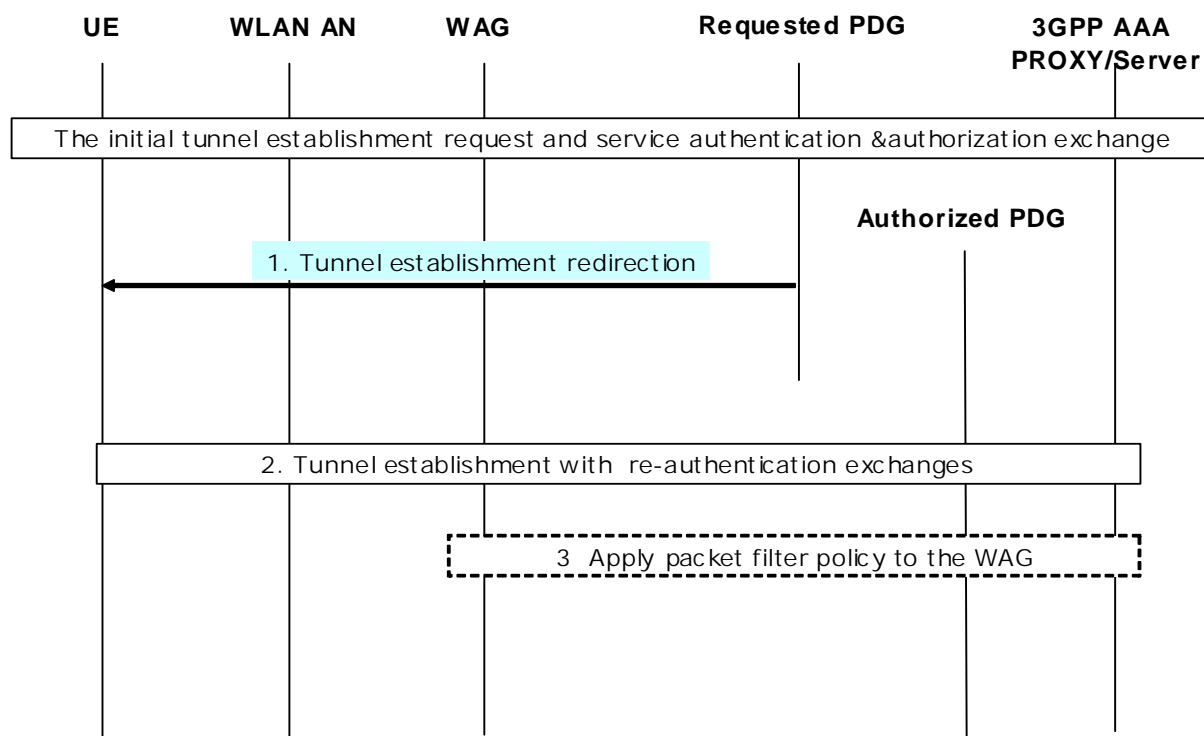 UE
WLAN AN
WAG
Requested PDG
3GPP AAA
PROXY/Server
The initial tunnel establishment request and service authentication &authorization exchange
Authorized PDG
1. Tunnel establishment redirection
2. Tunnel establishment with re-authentication exchanges
3 Apply packet filter policy to the WAG